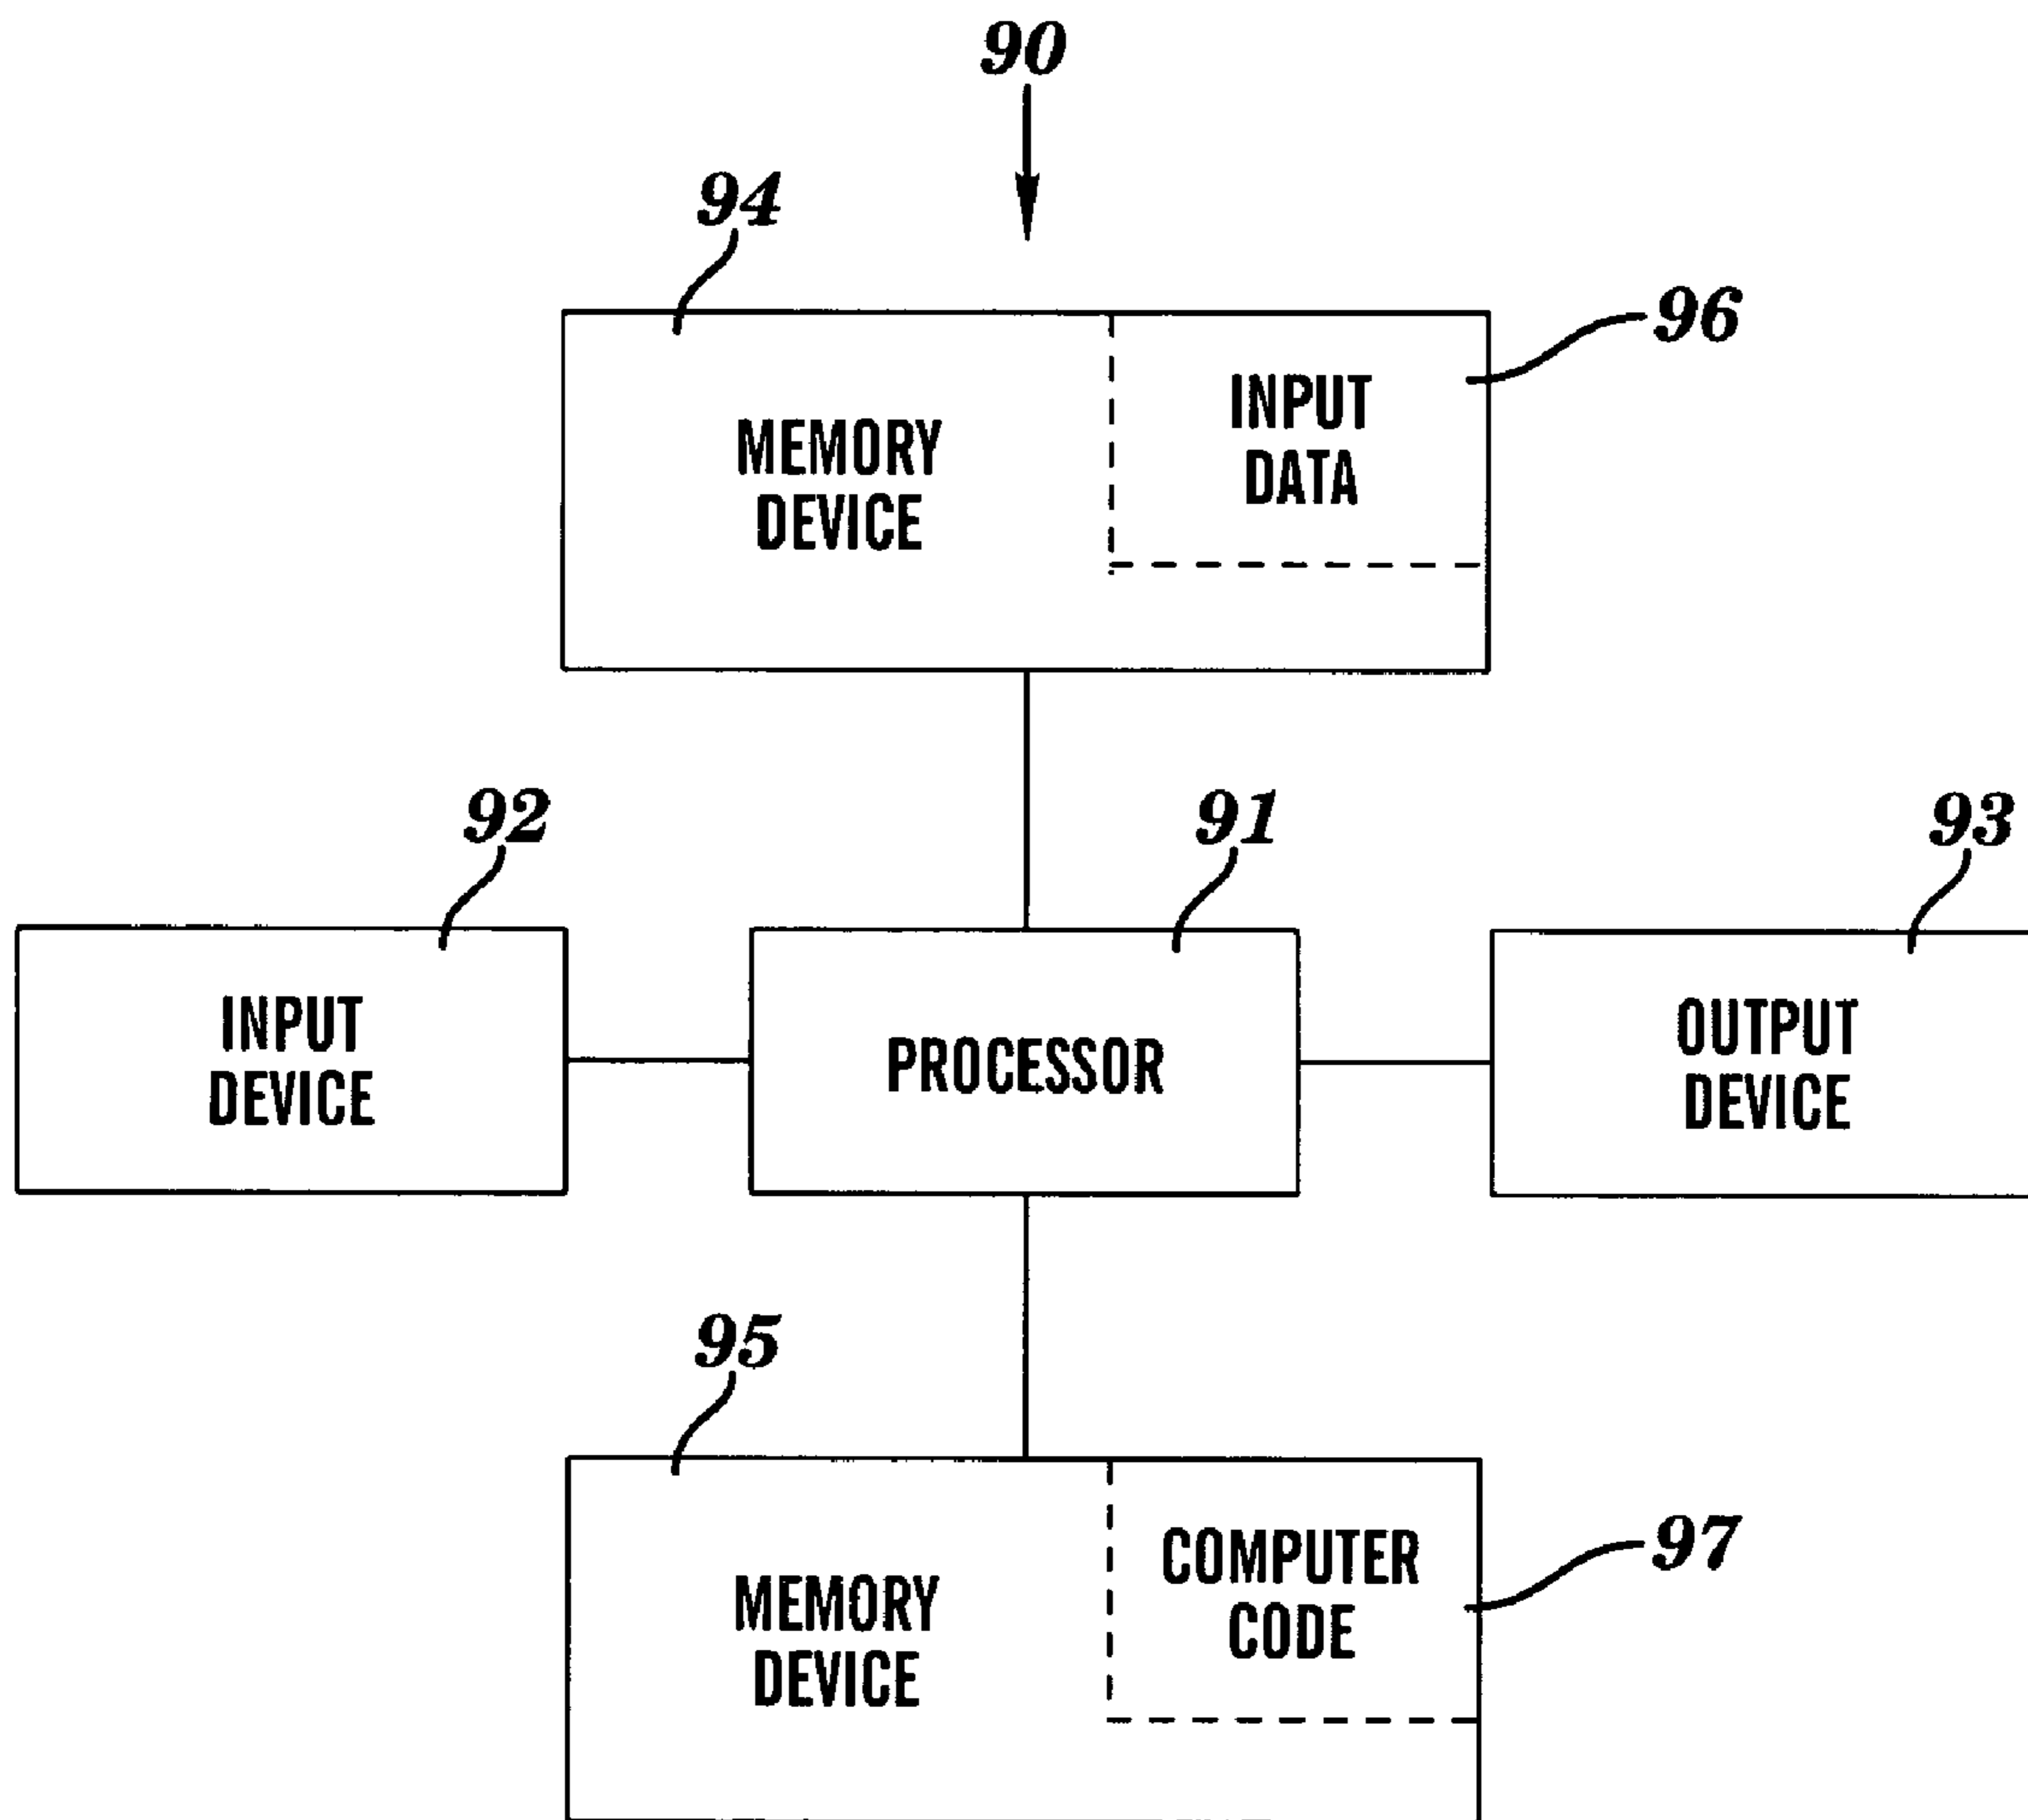 90
94
96
MEMORY
DEVICE
INPUT
DATA
92
91
93
INPUT
DEVICE
PROCESSOR
OUTPUT
DEVICE
95
97
MEMORY
DEVICE
COMPUTER
CODE